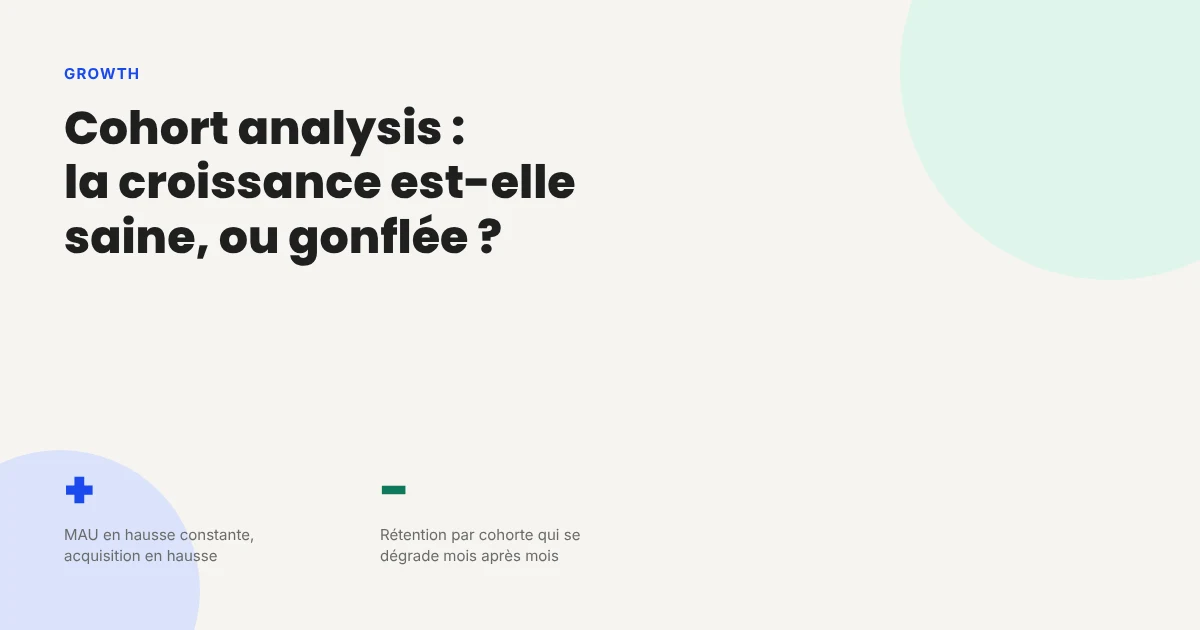 GROWTH
Cohort analysis :
la croissance est-elle
saine, ou gonflée ?
+
MAU en hausse constante,
acquisition en hausse
−
Rétention par cohorte qui se
dégrade mois après mois